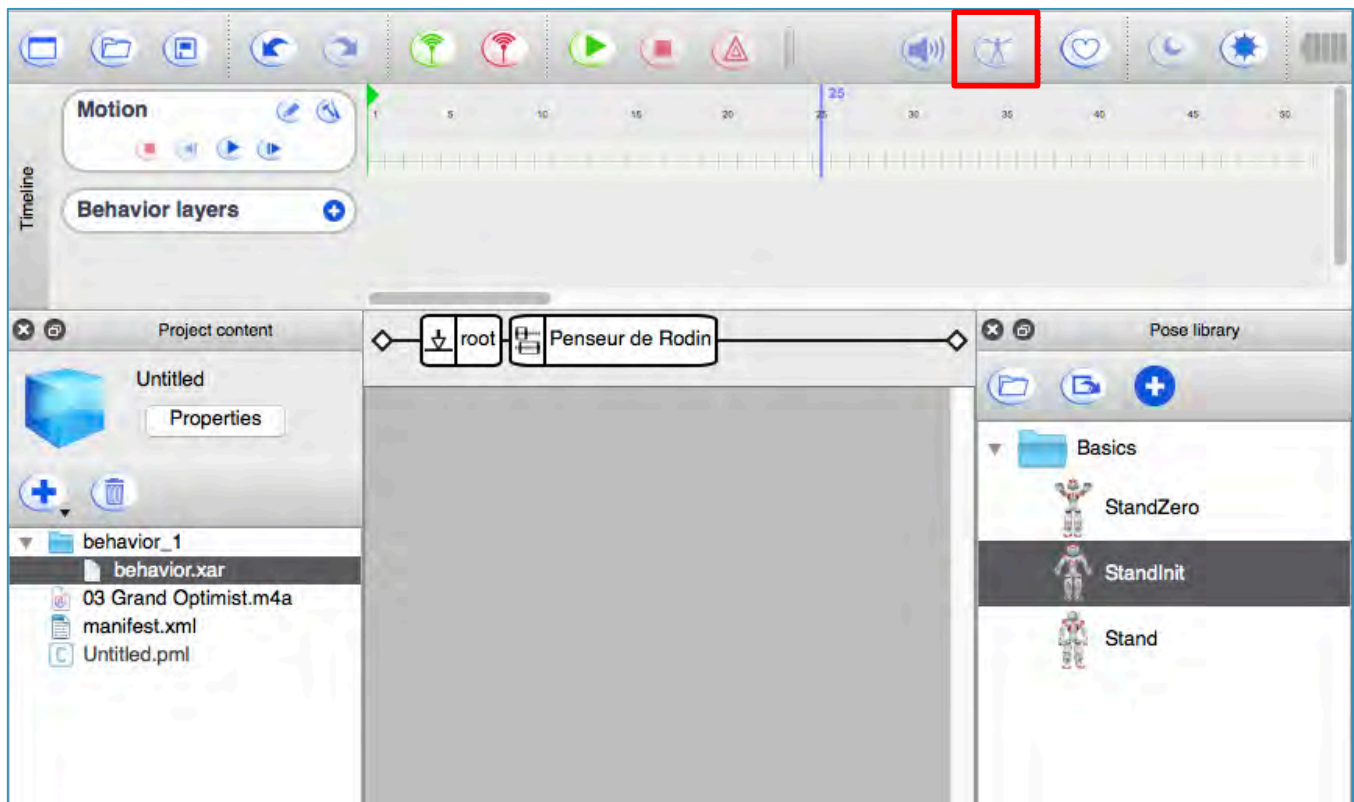 25
Motion
1 5 10 15 20 25 30 35 40 45 50
Timeline
Behavior layers
Project content
root
Penseur de Rodin
Pose library
Untitled
Properties
Basics
StandZero
behavior_1
behavior.xar
StandInit
03 Grand Optimist.m4a
manifest.xml
Stand
C Untitled.pml